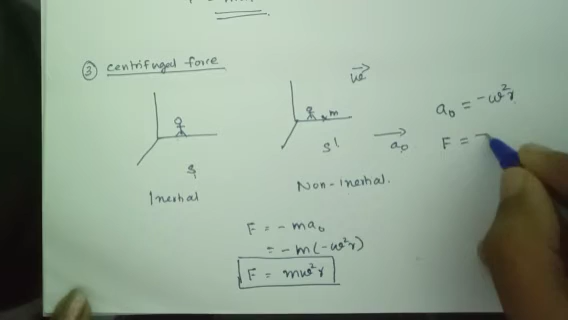 ③ centrifugal force
S
Inertial
m
S'
Non-inertial.
→ω
→a₀
a₀ = -ω²r
F = -
F = -ma₀
= -m(-ω²r)
F = mω²r